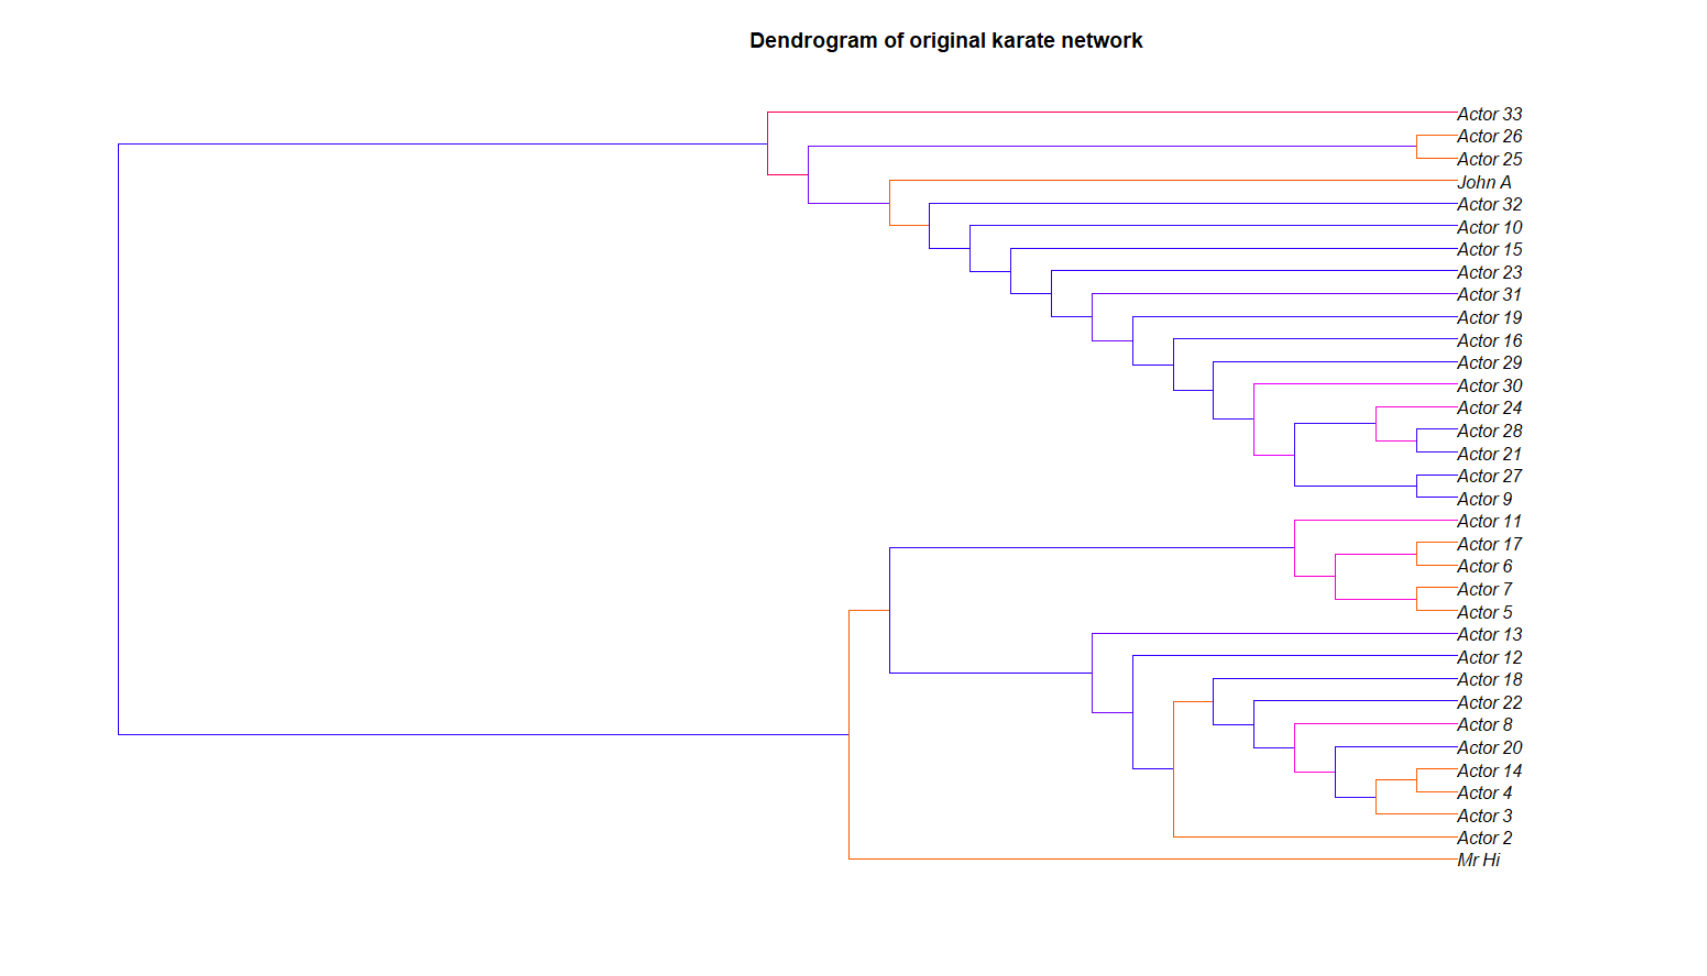 Dendrogram of original karate network
Actor 33
Actor 26
Actor 25
John A
Actor 32
Actor 10
Actor 15
Actor 23
Actor 31
Actor 19
Actor 16
Actor 29
Actor 30
Actor 24
Actor 28
Actor 21
Actor 27
Actor 9
Actor 11
Actor 17
Actor 6
Actor 7
Actor 5
Actor 13
Actor 12
Actor 18
Actor 22
Actor 8
Actor 20
Actor 14
Actor 4
Actor 3
Actor 2
Mr Hi